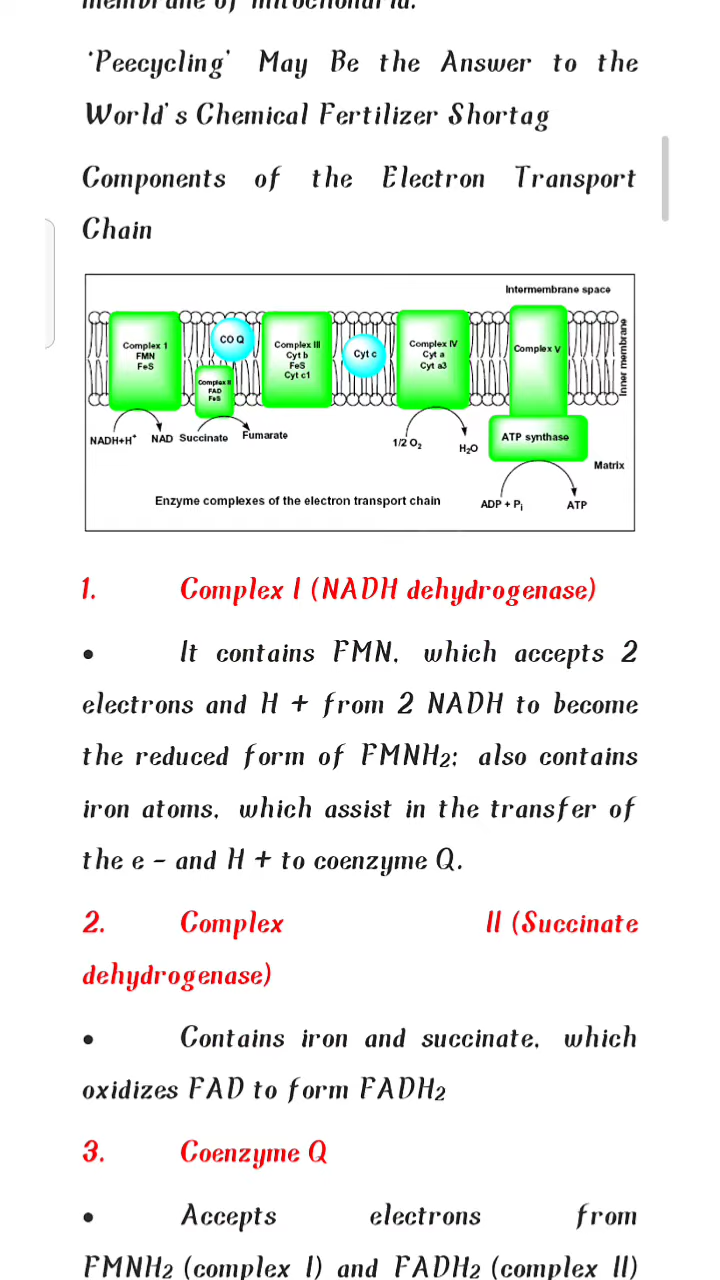 membrane of mitochondria.
'Peecycling' May Be the Answer to the
World's Chemical Fertilizer Shortag
Components of the Electron Transport
Chain
Intermembrane space
Complex 1
FMN
FeS
CO Q
Complex II
FAD
FeS
Complex III
Cyt b
FeS
Cyt c1
Cyt c
Complex IV
Cyt a
Cyt a3
Complex V
Inner membrane
NADH+H⁺ NAD Succinate Fumarate
1/2 O₂ H₂O
ATP synthase
Matrix
Enzyme complexes of the electron transport chain
ADP + Pᵢ ATP
1. Complex I (NADH dehydrogenase)
• It contains FMN, which accepts 2
electrons and H + from 2 NADH to become
the reduced form of FMNH₂; also contains
iron atoms, which assist in the transfer of
the e – and H + to coenzyme Q.
2. Complex II (Succinate
dehydrogenase)
• Contains iron and succinate, which
oxidizes FAD to form FADH₂
3. Coenzyme Q
• Accepts electrons from
FMNH₂ (complex I) and FADH₂ (complex II)